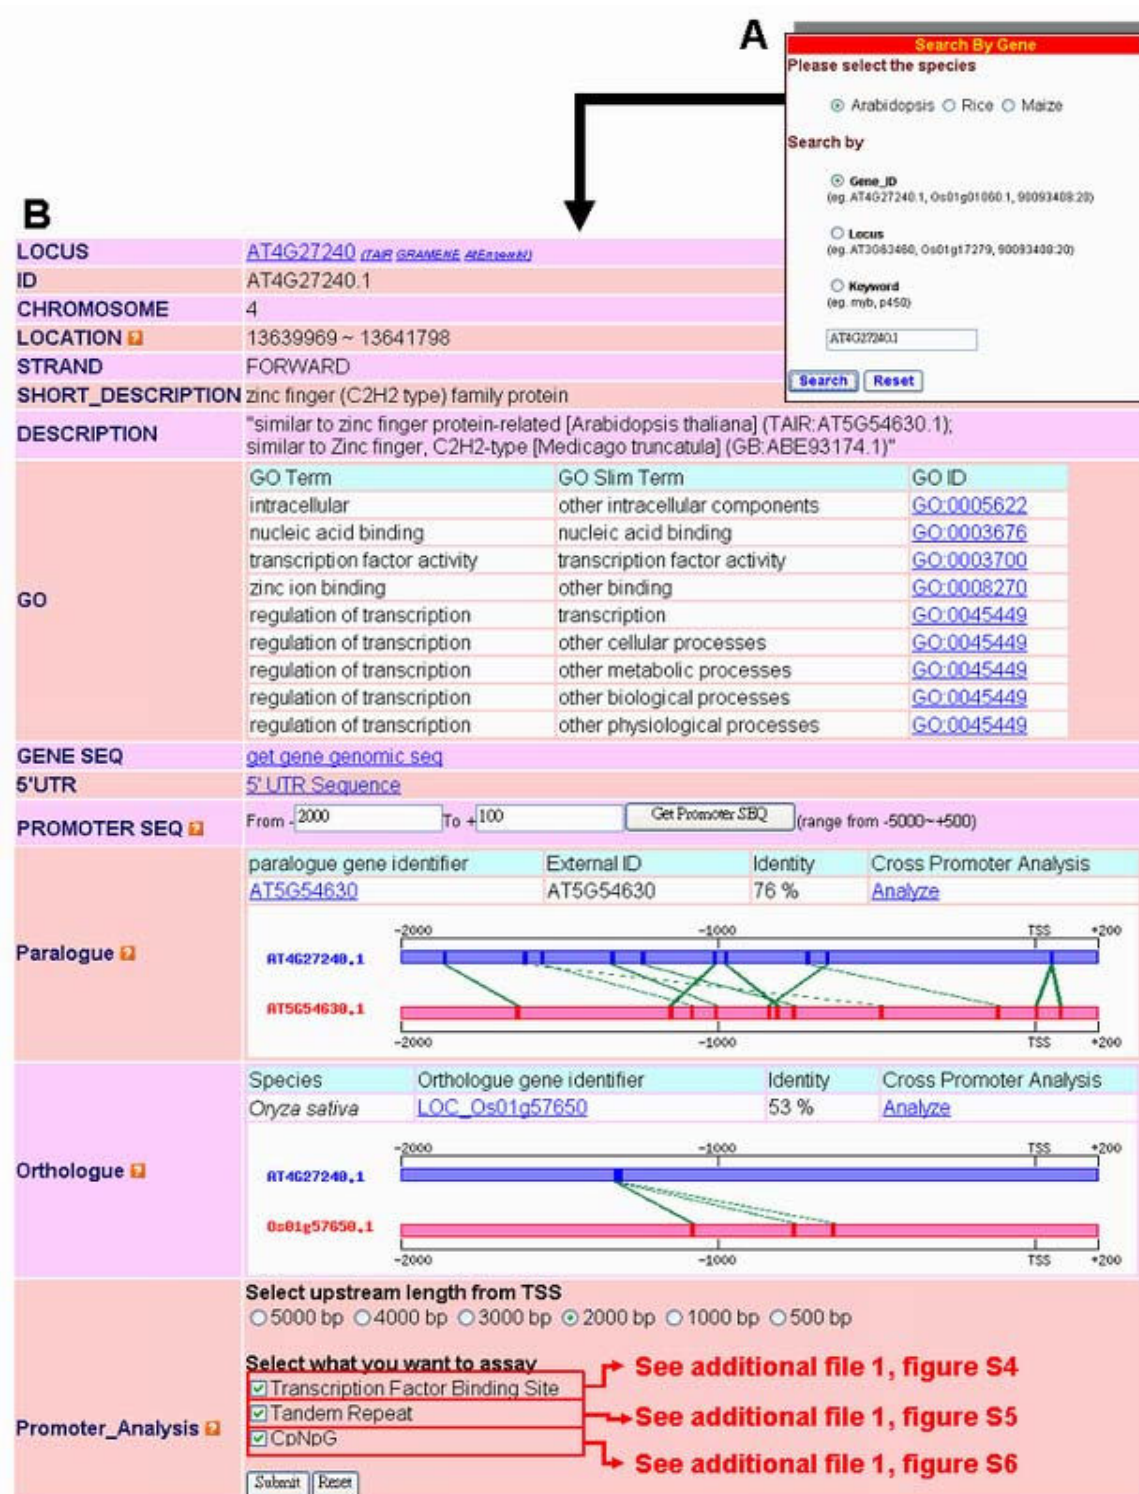 A
Search By Gene
Please select the species
Arabidopsis Rice Maize
Search by
Gene_ID
(eg. AT4G27240.1, Os01g01060.1, 90093408:20)
Locus
(eg. AT3G63460, Os01g17279, 90093408:20)
Keyword
(eg. myb, p450)
AT4G27240.1
Search Reset
B
LOCUS AT4G27240 (TAIR GRAMENE AtEnsembl)
ID AT4G27240.1
CHROMOSOME 4
LOCATION ? 13639969 ~ 13641798
STRAND FORWARD
SHORT_DESCRIPTION zinc finger (C2H2 type) family protein
DESCRIPTION "similar to zinc finger protein-related [Arabidopsis thaliana] (TAIR:AT5G54630.1);
similar to Zinc finger, C2H2-type [Medicago truncatula] (GB:ABE93174.1)"
GO
GO Term GO Slim Term GO ID
intracellular other intracellular components GO:0005622
nucleic acid binding nucleic acid binding GO:0003676
transcription factor activity transcription factor activity GO:0003700
zinc ion binding other binding GO:0008270
regulation of transcription transcription GO:0045449
regulation of transcription other cellular processes GO:0045449
regulation of transcription other metabolic processes GO:0045449
regulation of transcription other biological processes GO:0045449
regulation of transcription other physiological processes GO:0045449
GENE SEQ get gene genomic seq
5'UTR 5' UTR Sequence
PROMOTER SEQ ? From -2000 To +100 Get Promoter SEQ (range from -5000~+500)
Paralogue ?
paralogue gene identifier External ID Identity Cross Promoter Analysis
AT5G54630 AT5G54630 76 % Analyze
-2000 -1000 TSS +200
AT4G27240.1
AT5G54630.1
-2000 -1000 TSS +200
Orthologue ?
Species Orthologue gene identifier Identity Cross Promoter Analysis
Oryza sativa LOC_Os01g57650 53 % Analyze
-2000 -1000 TSS +200
AT4G27240.1
Os01g57650.1
-2000 -1000 TSS +200
Promoter_Analysis ?
Select upstream length from TSS
5000 bp 4000 bp 3000 bp 2000 bp 1000 bp 500 bp
Select what you want to assay
Transcription Factor Binding Site See additional file 1, figure S4
Tandem Repeat See additional file 1, figure S5
CpNpG See additional file 1, figure S6
Submit Reset